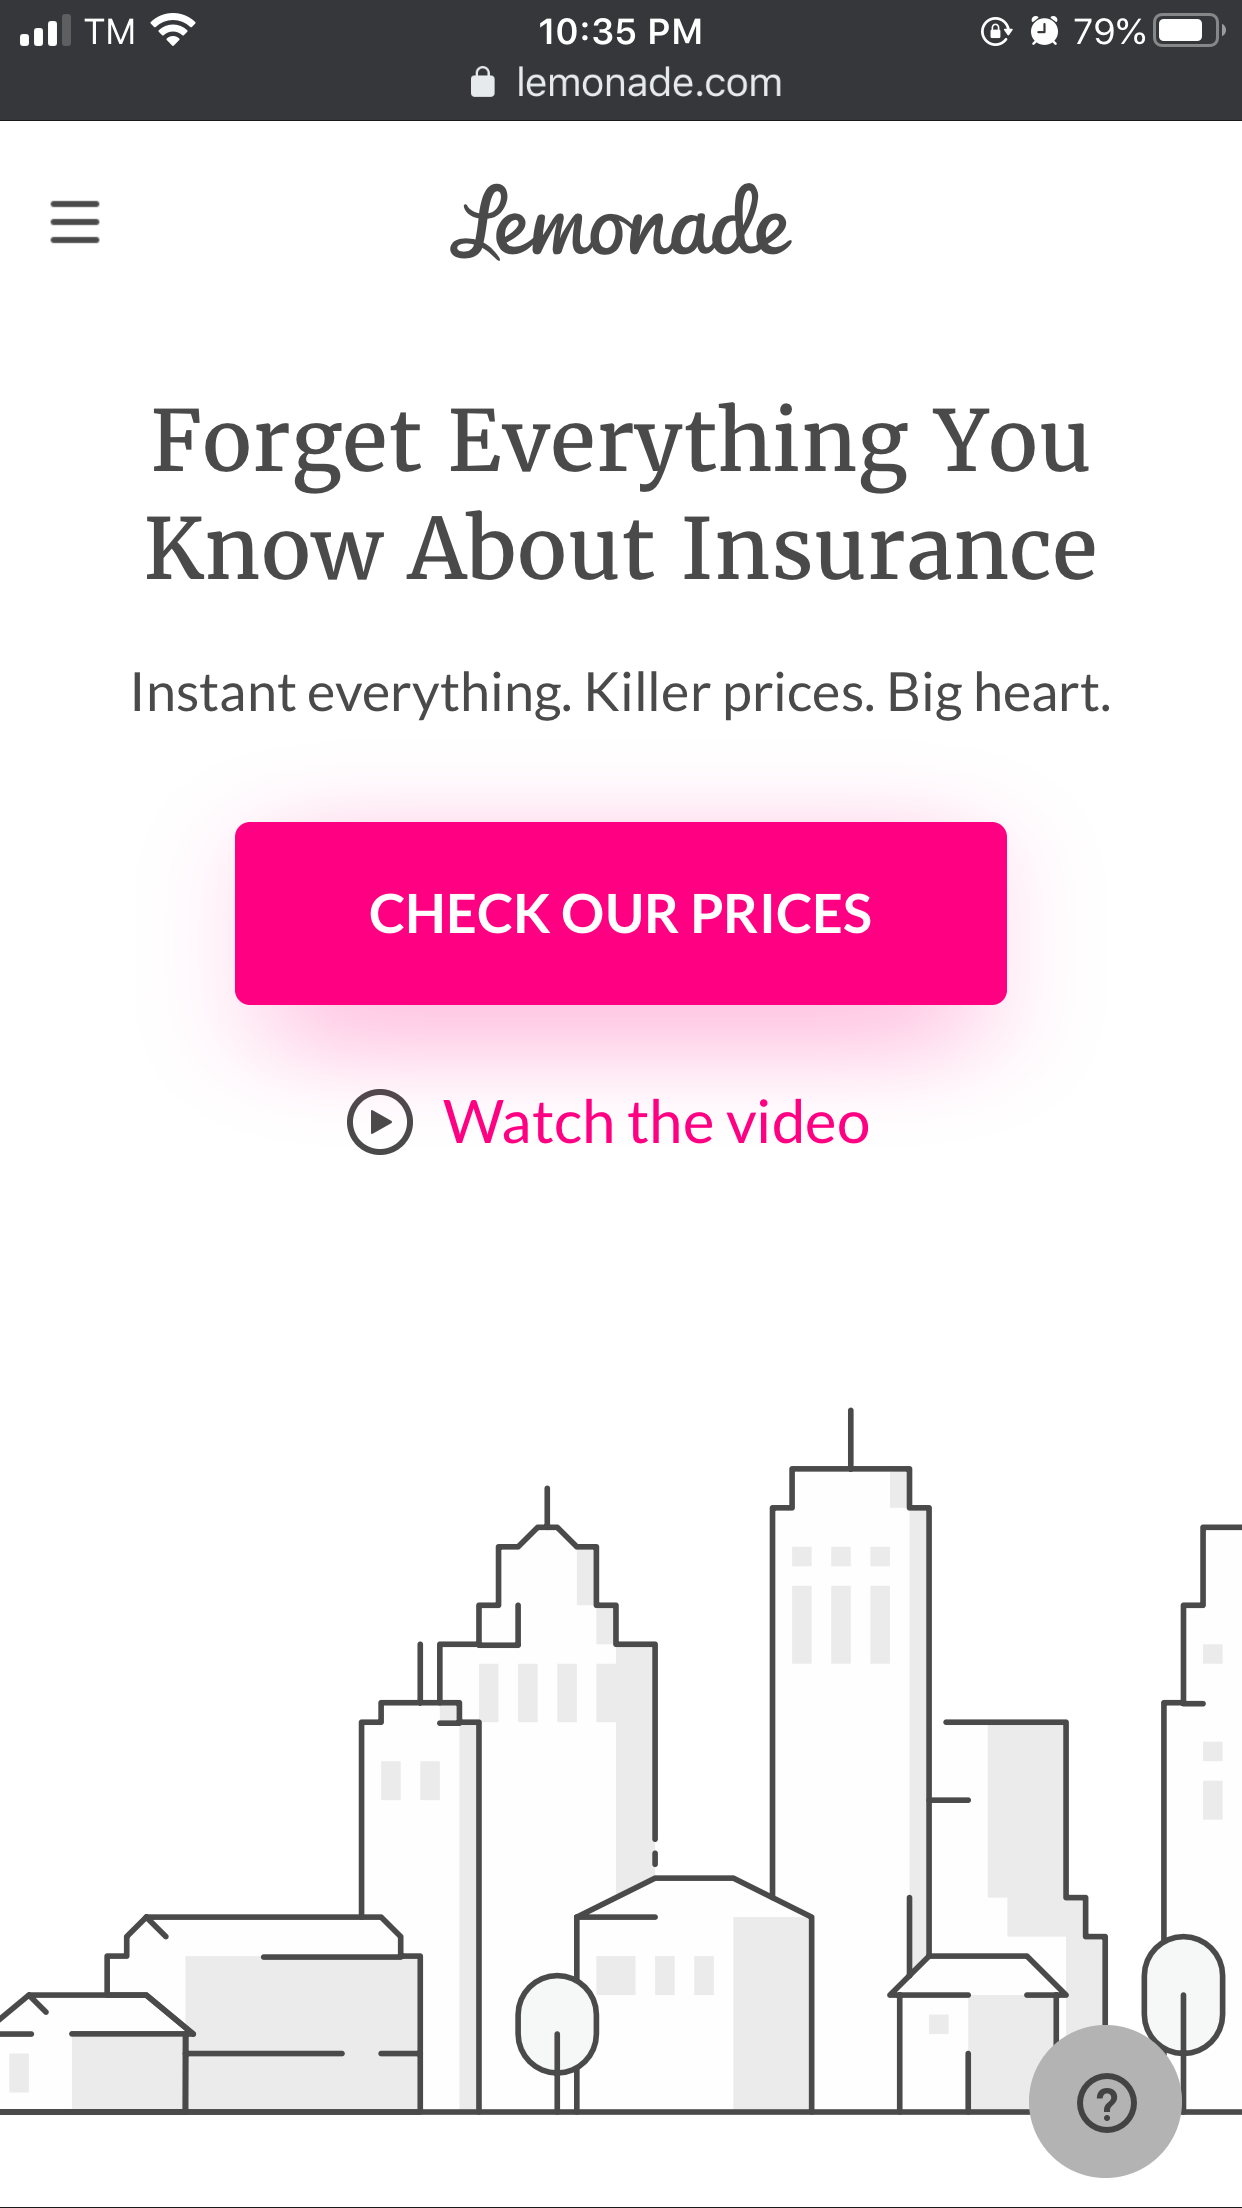 TM 10:35 PM 79%
lemonade.com
Lemonade
Forget Everything You
Know About Insurance
Instant everything. Killer prices. Big heart.
CHECK OUR PRICES
Watch the video
?